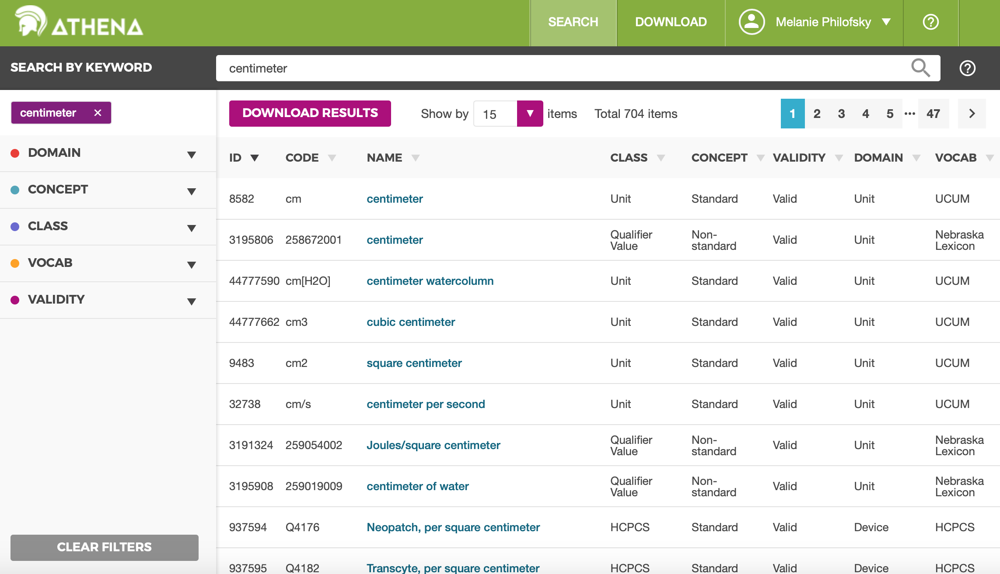 ATHENA
SEARCH
DOWNLOAD
Melanie Philofsky
SEARCH BY KEYWORD
centimeter
centimeter ×
DOWNLOAD RESULTS
Show by 15 items Total 704 items
1 2 3 4 5 ... 47 >
DOMAIN
CONCEPT
CLASS
VOCAB
VALIDITY
CLEAR FILTERS
ID CODE NAME CLASS CONCEPT VALIDITY DOMAIN VOCAB
8582 cm centimeter Unit Standard Valid Unit UCUM
3195806 258672001 centimeter Qualifier Value Non-standard Valid Unit Nebraska Lexicon
44777590 cm[H2O] centimeter watercolumn Unit Standard Valid Unit UCUM
44777662 cm3 cubic centimeter Unit Standard Valid Unit UCUM
9483 cm2 square centimeter Unit Standard Valid Unit UCUM
32738 cm/s centimeter per second Unit Standard Valid Unit UCUM
3191324 259054002 Joules/square centimeter Qualifier Value Non-standard Valid Unit Nebraska Lexicon
3195908 259019009 centimeter of water Qualifier Value Non-standard Valid Unit Nebraska Lexicon
937594 Q4176 Neopatch, per square centimeter HCPCS Standard Valid Device HCPCS
937595 Q4182 Transcyte, per square centimeter HCPCS Standard Valid Device HCPCS